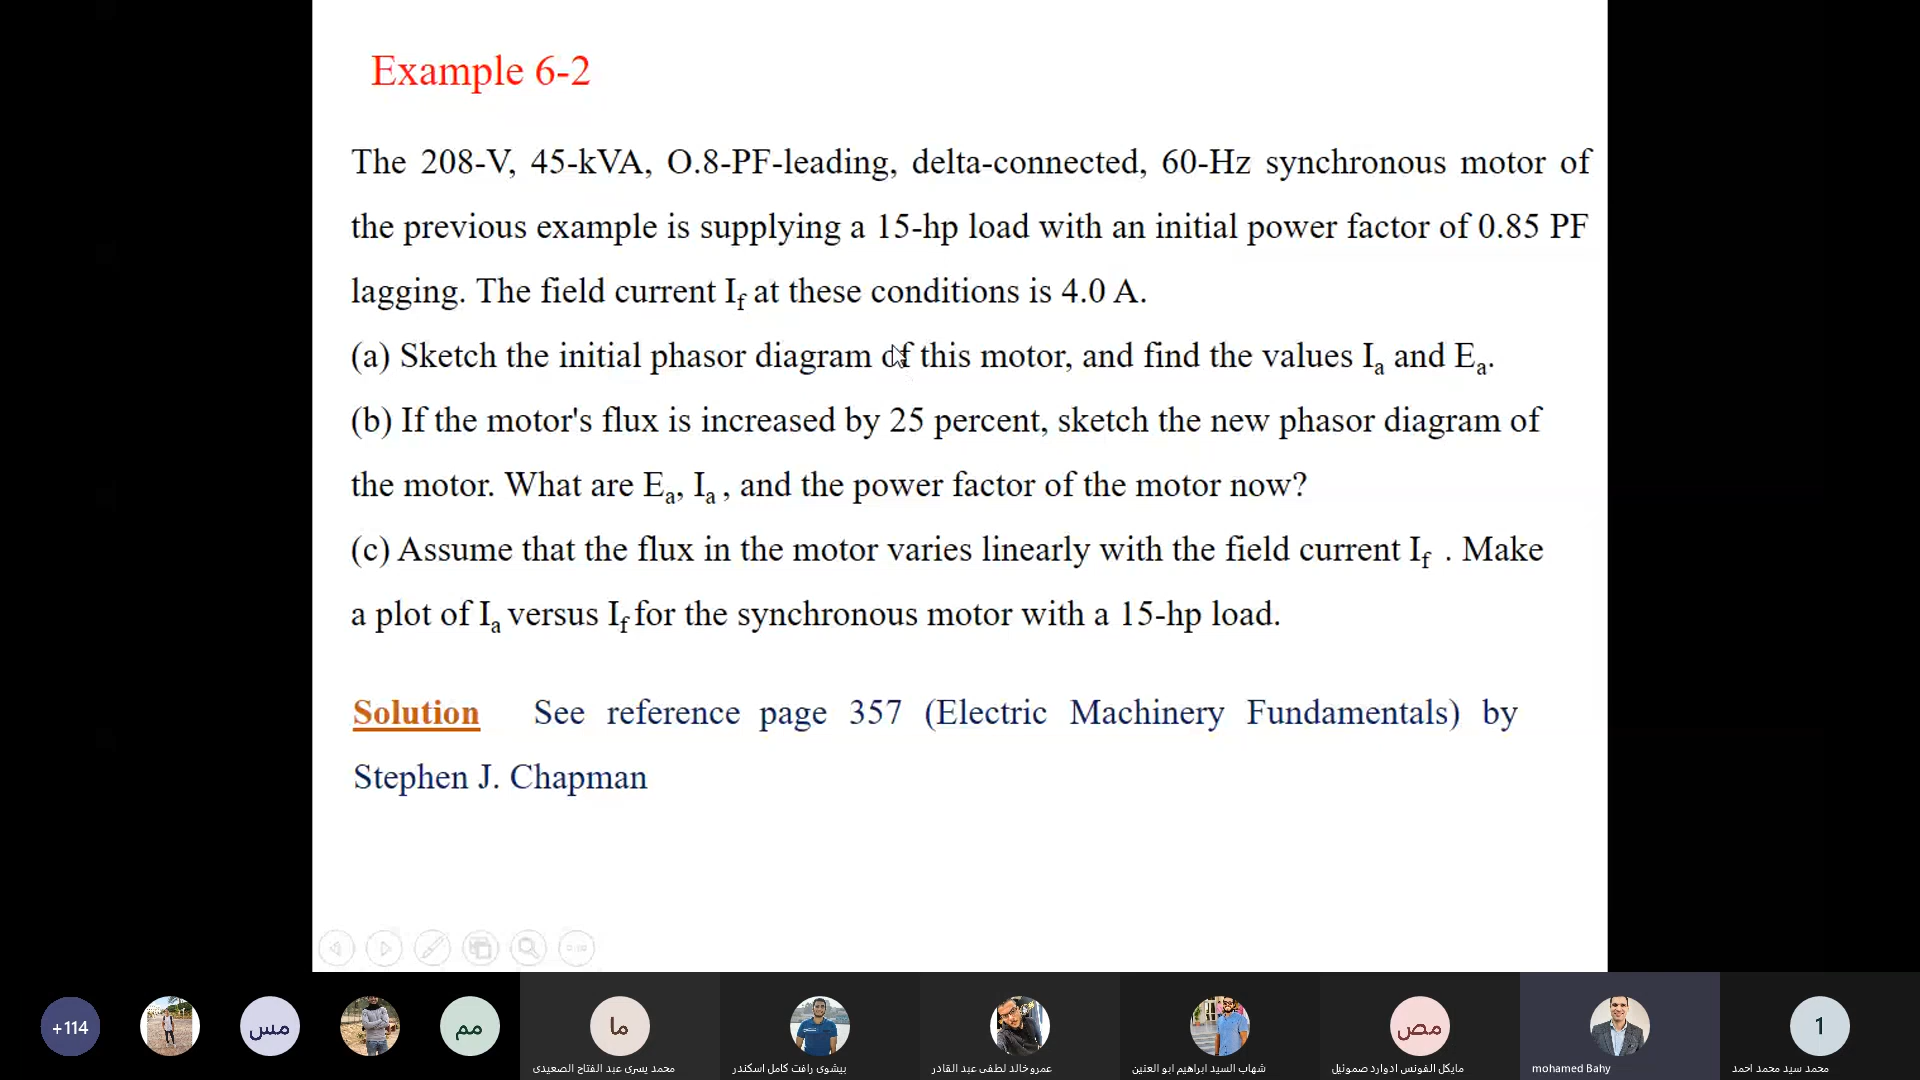 Example 6-2
The 208-V, 45-kVA, O.8-PF-leading, delta-connected, 60-Hz synchronous motor of
the previous example is supplying a 15-hp load with an initial power factor of 0.85 PF
lagging. The field current If at these conditions is 4.0 A.
(a) Sketch the initial phasor diagram of this motor, and find the values Ia and Ea.
(b) If the motor's flux is increased by 25 percent, sketch the new phasor diagram of
the motor. What are Ea, Ia , and the power factor of the motor now?
(c) Assume that the flux in the motor varies linearly with the field current If . Make
a plot of Ia versus If for the synchronous motor with a 15-hp load.
Solution See reference page 357 (Electric Machinery Fundamentals) by
Stephen J. Chapman
+114
مس
مم
ما
مص
1
محمد يسرى عبد الفتاح الصعيدى
بيشوى رافت كامل اسكندر
عمروخالد لطفى عبد القادر
شهاب السيد ابراهيم ابو العنين
مايكل الفونس ادوارد صموئيل
mohamed Bahy
محمد سيد محمد احمد